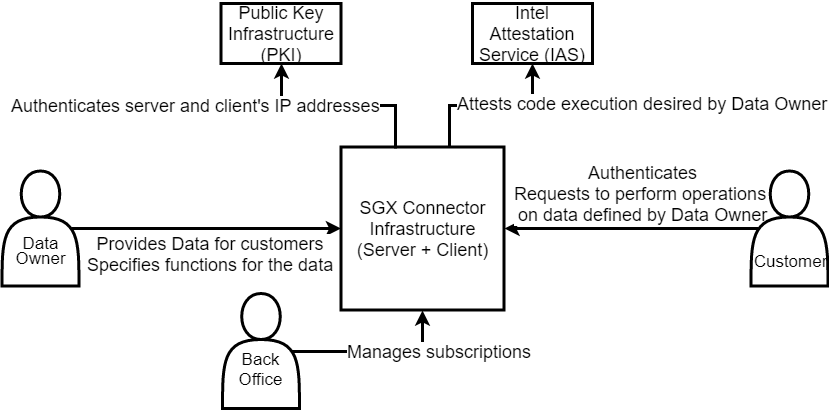 Public Key
Infrastructure
(PKI)
Intel
Attestation
Service (IAS)
Authenticates server and client's IP addresses
Attests code execution desired by Data Owner
SGX Connector
Infrastructure
(Server + Client)
Authenticates
Requests to perform operations
on data defined by Data Owner
Data
Owner
Provides Data for customers
Specifies functions for the data
Customer
Back
Office
Manages subscriptions